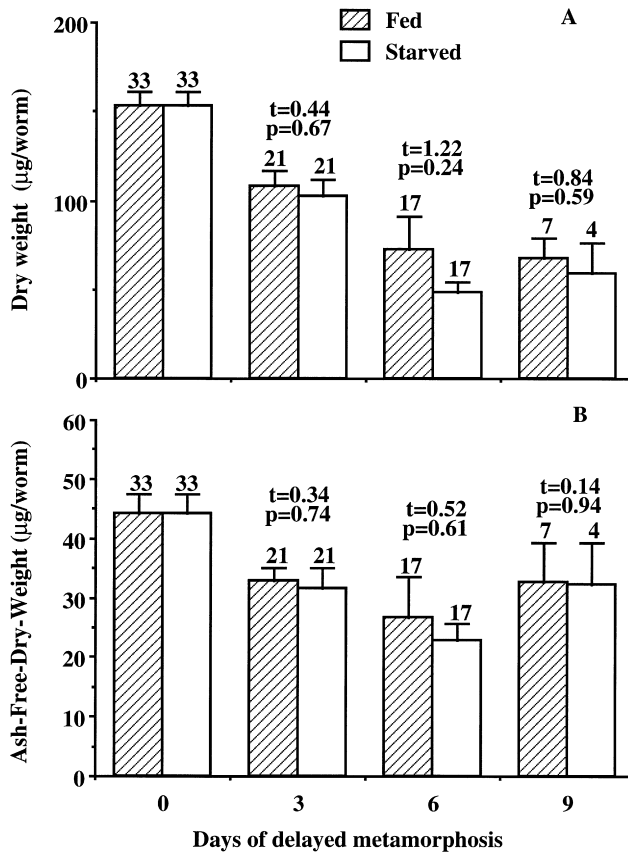 200
100
0
Dry weight (µg/worm)
Fed
Starved
A
33 33
t=0.44
p=0.67
21 21
t=1.22
p=0.24
17
17
t=0.84
p=0.59
7 4
60
50
40
30
20
10
0
Ash-Free-Dry-Weight (µg/worm)
B
33 33
t=0.34
p=0.74
21 21
t=0.52
p=0.61
17
17
t=0.14
p=0.94
7 4
0 3 6 9
Days of delayed metamorphosis